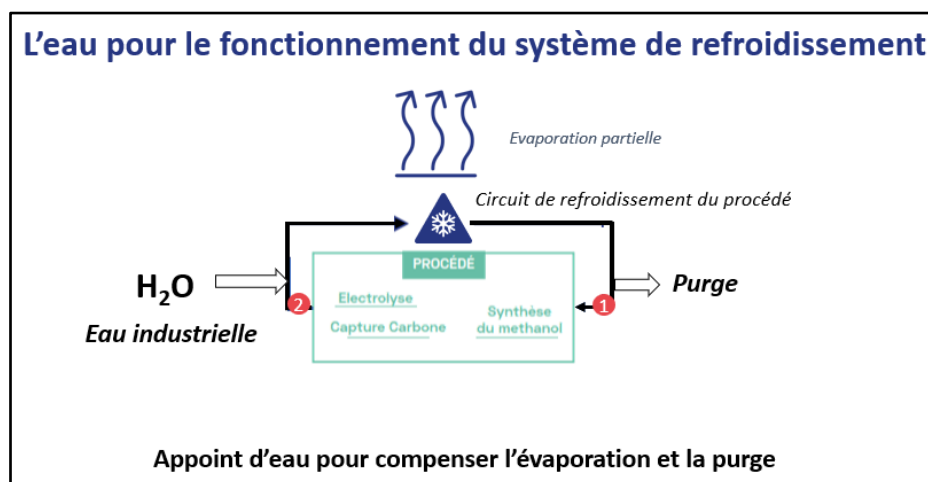 L'eau pour le fonctionnement du système de refroidissement
Evaporation partielle
Circuit de refroidissement du procédé
PROCÉDÉ
H₂O
Eau industrielle
2
Electrolyse
Capture Carbone
Synthèse
du methanol
1
Purge
Appoint d'eau pour compenser l'évaporation et la purge